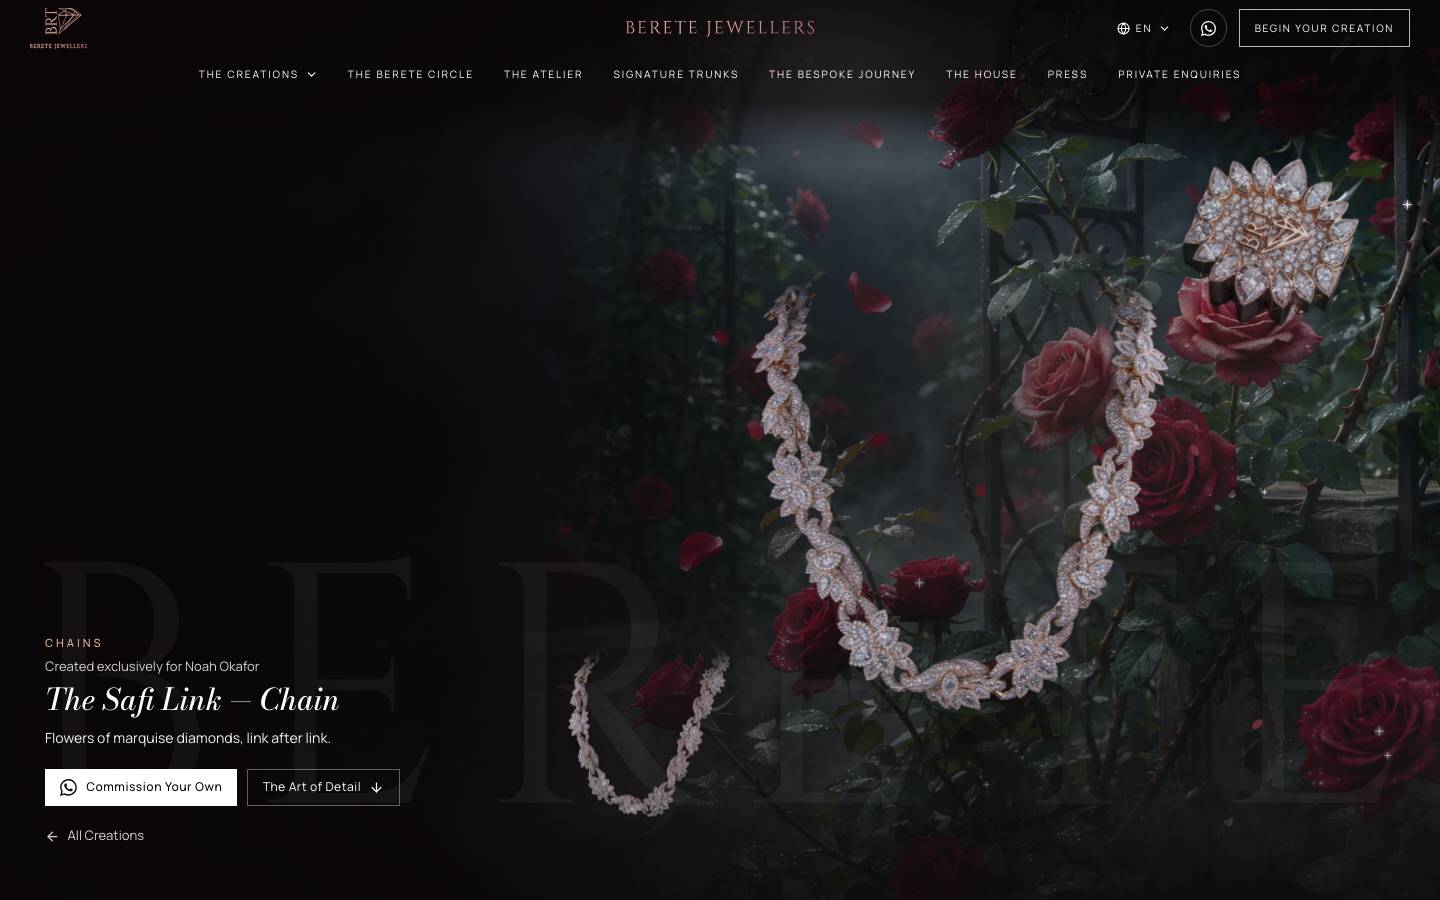 BRT
BERETE JEWELLERS
BERETE JEWELLERS
EN
BEGIN YOUR CREATION
THE CREATIONS
THE BERETE CIRCLE
THE ATELIER
SIGNATURE TRUNKS
THE BESPOKE JOURNEY
THE HOUSE
PRESS
PRIVATE ENQUIRIES
BRT
BERETE
CHAINS
Created exclusively for Noah Okafor
The Safi Link — Chain
Flowers of marquise diamonds, link after link.
Commission Your Own
The Art of Detail
All Creations